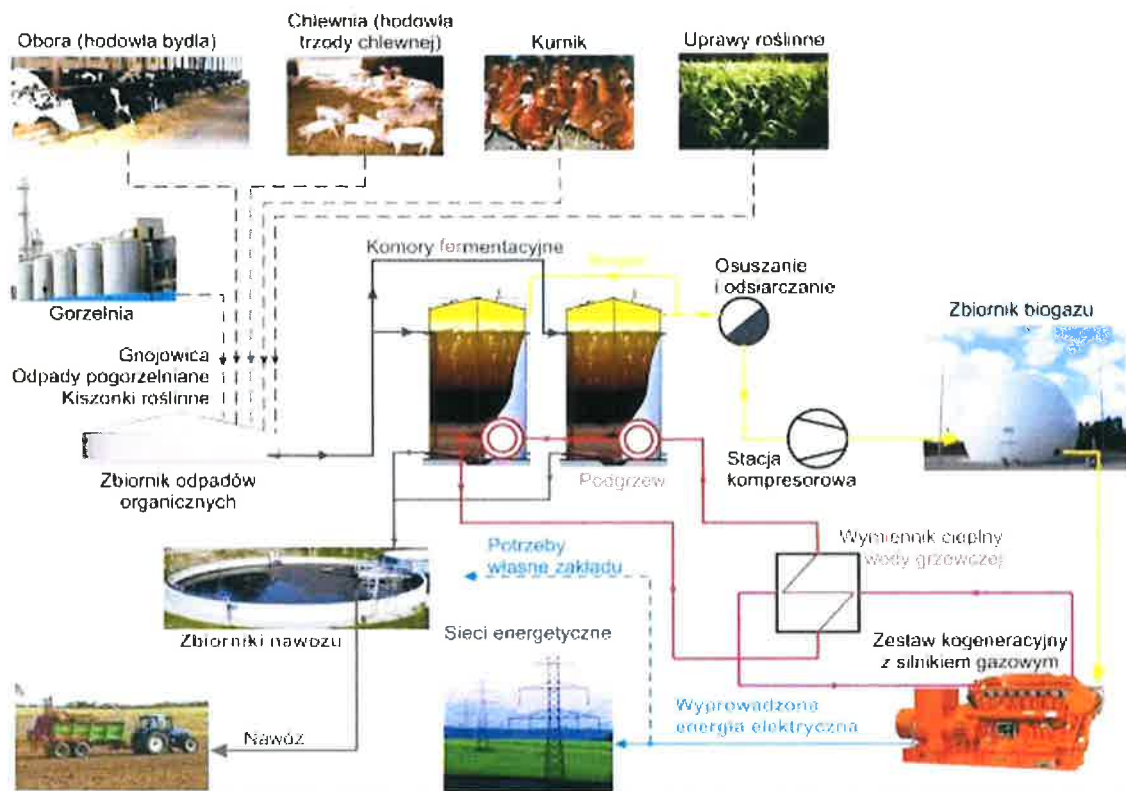 Obora (hodowla bydła)
Chlewnia (hodowla
trzody chlewnej)
Kurnik
Uprawy roślinne
Gorzelnia
Komory fermentacyjne
Biogaz
Osuszanie
i odsiarczanie
Zbiornik biogazu
Gnojowica
Odpady pogorzelniane
Kiszonki roślinne
Zbiornik odpadów
organicznych
Podgrzew
Stacja
kompresorowa
Wymiennik cieplny
wody grzewczej
Potrzeby
własne zakładu
Zbiorniki nawozu
Sieci energetyczne
Zestaw kogeneracyjny
z silnikiem gazowym
Wyprowadzona
energia elektryczna
Nawóz